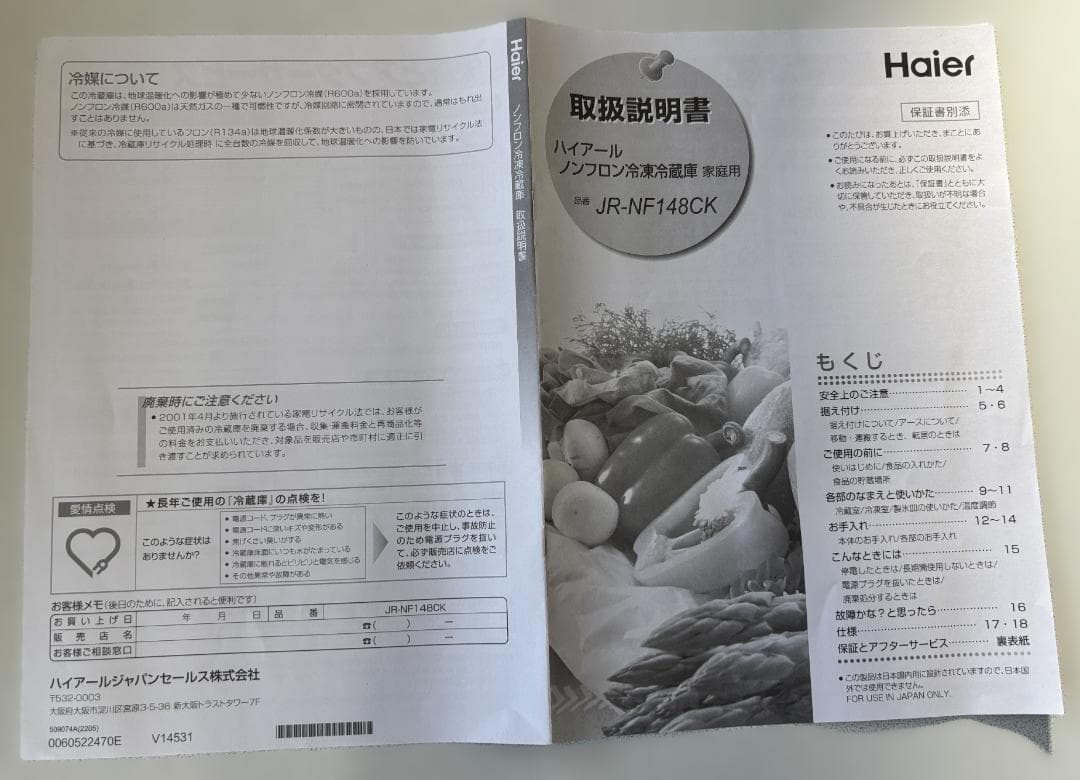 冷媒について
この冷蔵庫は、地球温暖化への影響が極めて少ないノンフロン冷媒(R600a)を採用しています。
ノンフロン冷媒(R600a)は天然ガスの一種で可燃性ですが、冷媒回路に密閉されていますので、通常はもれ出
すことはありません。
※従来の冷媒に使用しているフロン(R134a)は地球温暖化係数が大きいものの、日本では家電リサイクル法
に基づき、冷蔵庫リサイクル処理時に全台数の冷媒を回収して、地球温暖化への影響を防いでいます。
廃棄時にご注意ください
● 2001年4月より施行されている家電リサイクル法では、お客様が
ご使用済みの冷蔵庫を廃棄する場合、収集・運搬料金と再商品化等
の料金をお支払いいただき、対象品を販売店や市町村に適正に引
き渡すことが求められています。
愛情点検
★長年ご使用の『冷蔵庫』の点検を!
このような症状は
ありませんか?
● 電源コード、プラグが異常に熱い
● 電源コードに深いキズや変形がある
● 焦げくさい臭いがする
● 冷蔵庫床面にいつも水がたまっている
● 冷蔵庫に触れるとビリビリと電気を感じる
● その他異常や故障がある
このような症状のときは、
ご使用を中止し、事故防止
のため電源プラグを抜い
て、必ず販売店に点検をご
依頼ください。
お客様メモ(後日のために、記入されると便利です)
お買い上げ日 年 月 日 品番 JR-NF148CK
販売店名 ☎( ) ー
お客様ご相談窓口 ☎( ) ー
ハイアールジャパンセールス株式会社
〒532-0003
大阪府大阪市淀川区宮原3-5-36 新大阪トラストタワー7F
509074A(2205)
0060522470E V14531
Haier ノンフロン冷凍冷蔵庫 取扱説明書
取扱説明書
ハイアール
ノンフロン冷凍冷蔵庫 家庭用
品番 JR-NF148CK
Haier
保証書別添
● このたびは、お買上げいただき、まことにあ
りがとうございます。
● ご使用になる前に、必ずこの取扱説明書をよ
くお読みいただき、正しくご使用ください。
● お読みになったあとは、「保証書」とともに大
切に保管していただき、取扱いが不明な場合
や、不具合が生じたときにお役立てください。
もくじ
安全上のご注意 1〜4
据え付け 5・6
据え付けについて/アースについて/
移動・運搬するとき、転居のときは
ご使用の前に 7・8
使いはじめに/食品の入れかた/
食品の貯蔵場所
各部のなまえと使いかた 9〜11
冷蔵室/冷凍室/製氷皿の使いかた/温度調節
お手入れ 12〜14
本体のお手入れ/各部のお手入れ
こんなときには 15
停電したときは/長期間使用しないときは/
電源プラグを抜いたときは/
廃棄処分するときは
故障かな?と思ったら 16
仕様 17・18
保証とアフターサービス 裏表紙
● この製品は日本国内用に設計されていますので、日本国
外では使用できません。
FOR USE IN JAPAN ONLY.